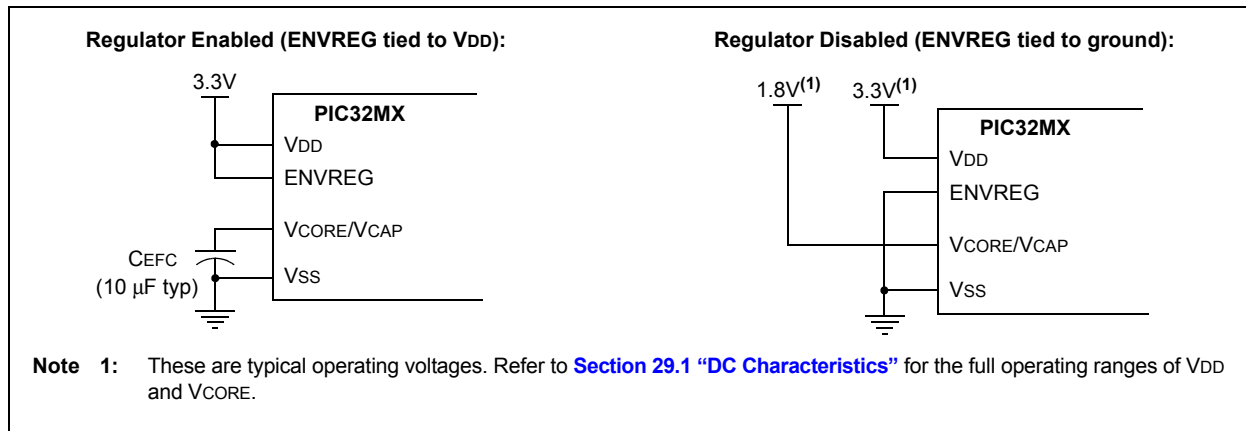 Regulator Enabled (ENVREG tied to VDD):
3.3V
PIC32MX
VDD
ENVREG
VCORE/VCAP
CEFC
(10 μF typ)
VSS
Regulator Disabled (ENVREG tied to ground):
1.8V(1) 3.3V(1)
PIC32MX
VDD
ENVREG
VCORE/VCAP
VSS
Note 1: These are typical operating voltages. Refer to Section 29.1 “DC Characteristics” for the full operating ranges of VDD
and VCORE.